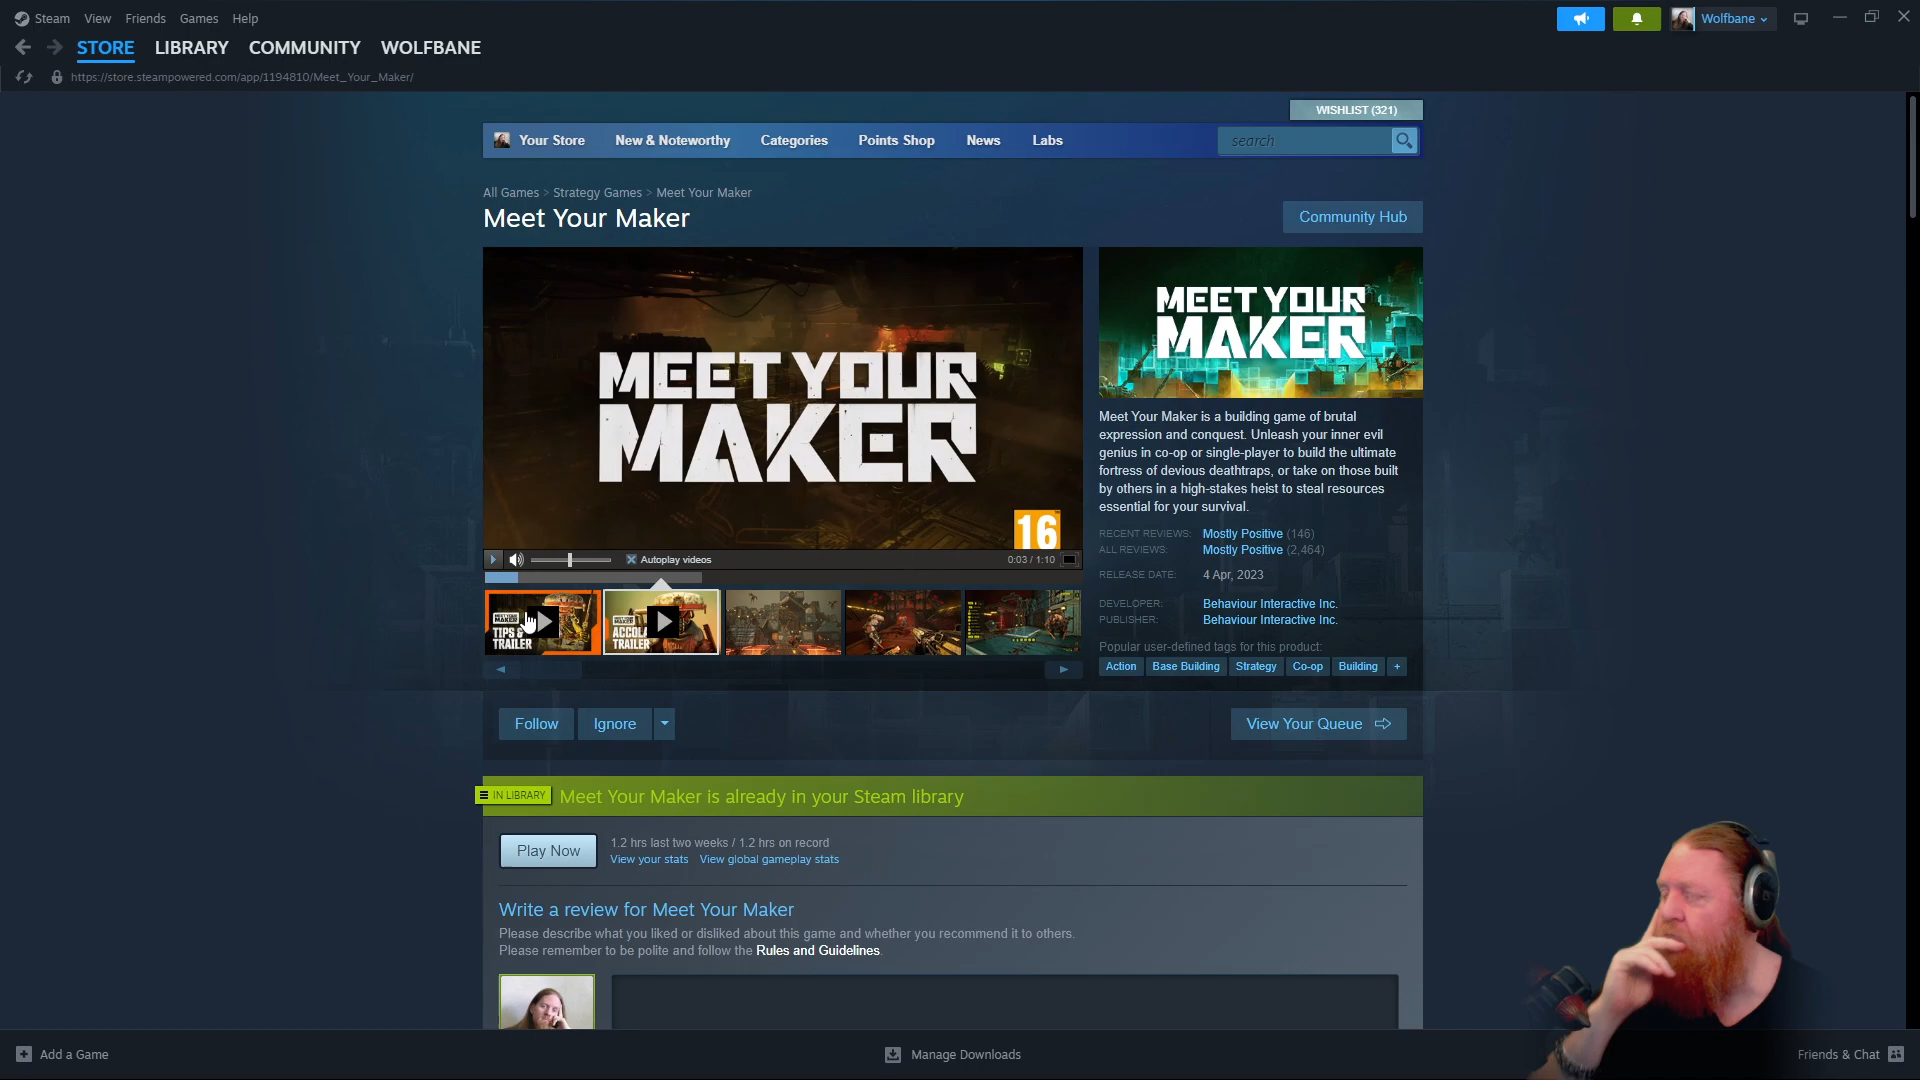 Steam View Friends Games Help
Wolfbane
STORE LIBRARY COMMUNITY WOLFBANE
https://store.steampowered.com/app/1194810/Meet_Your_Maker/
WISHLIST (321)
Your Store New & Noteworthy Categories Points Shop News Labs
search
All Games > Strategy Games > Meet Your Maker
Meet Your Maker
Community Hub
MEET YOUR
MAKER
16
MEET YOUR
MAKER
Meet Your Maker is a building game of brutal
expression and conquest. Unleash your inner evil
genius in co-op or single-player to build the ultimate
fortress of devious deathtraps, or take on those built
by others in a high-stakes heist to steal resources
essential for your survival.
RECENT REVIEWS: Mostly Positive (146)
ALL REVIEWS: Mostly Positive (2,464)
RELEASE DATE: 4 Apr, 2023
DEVELOPER: Behaviour Interactive Inc.
PUBLISHER: Behaviour Interactive Inc.
Popular user-defined tags for this product:
Action Base Building Strategy Co-op Building +
Autoplay videos
0:03 / 1:10
MEET YOUR
MAKER
TIPS &
TRAILER
MEET YOUR
MAKER
ACCOL
TRAILER
Follow Ignore
View Your Queue
IN LIBRARY
Meet Your Maker is already in your Steam library
Play Now
1.2 hrs last two weeks / 1.2 hrs on record
View your stats View global gameplay stats
Write a review for Meet Your Maker
Please describe what you liked or disliked about this game and whether you recommend it to others.
Please remember to be polite and follow the Rules and Guidelines.
Add a Game
Manage Downloads
Friends & Chat